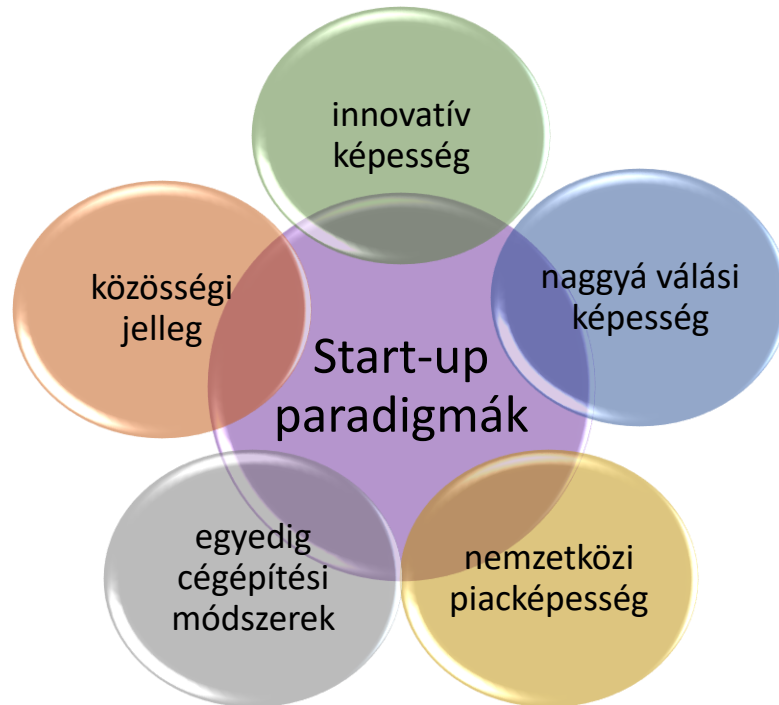 innovatív
képesség
naggyá válási
képesség
közösségi
jelleg
Start-up
paradigmák
egyedig
cégépítési
módszerek
nemzetközi
piacképesség